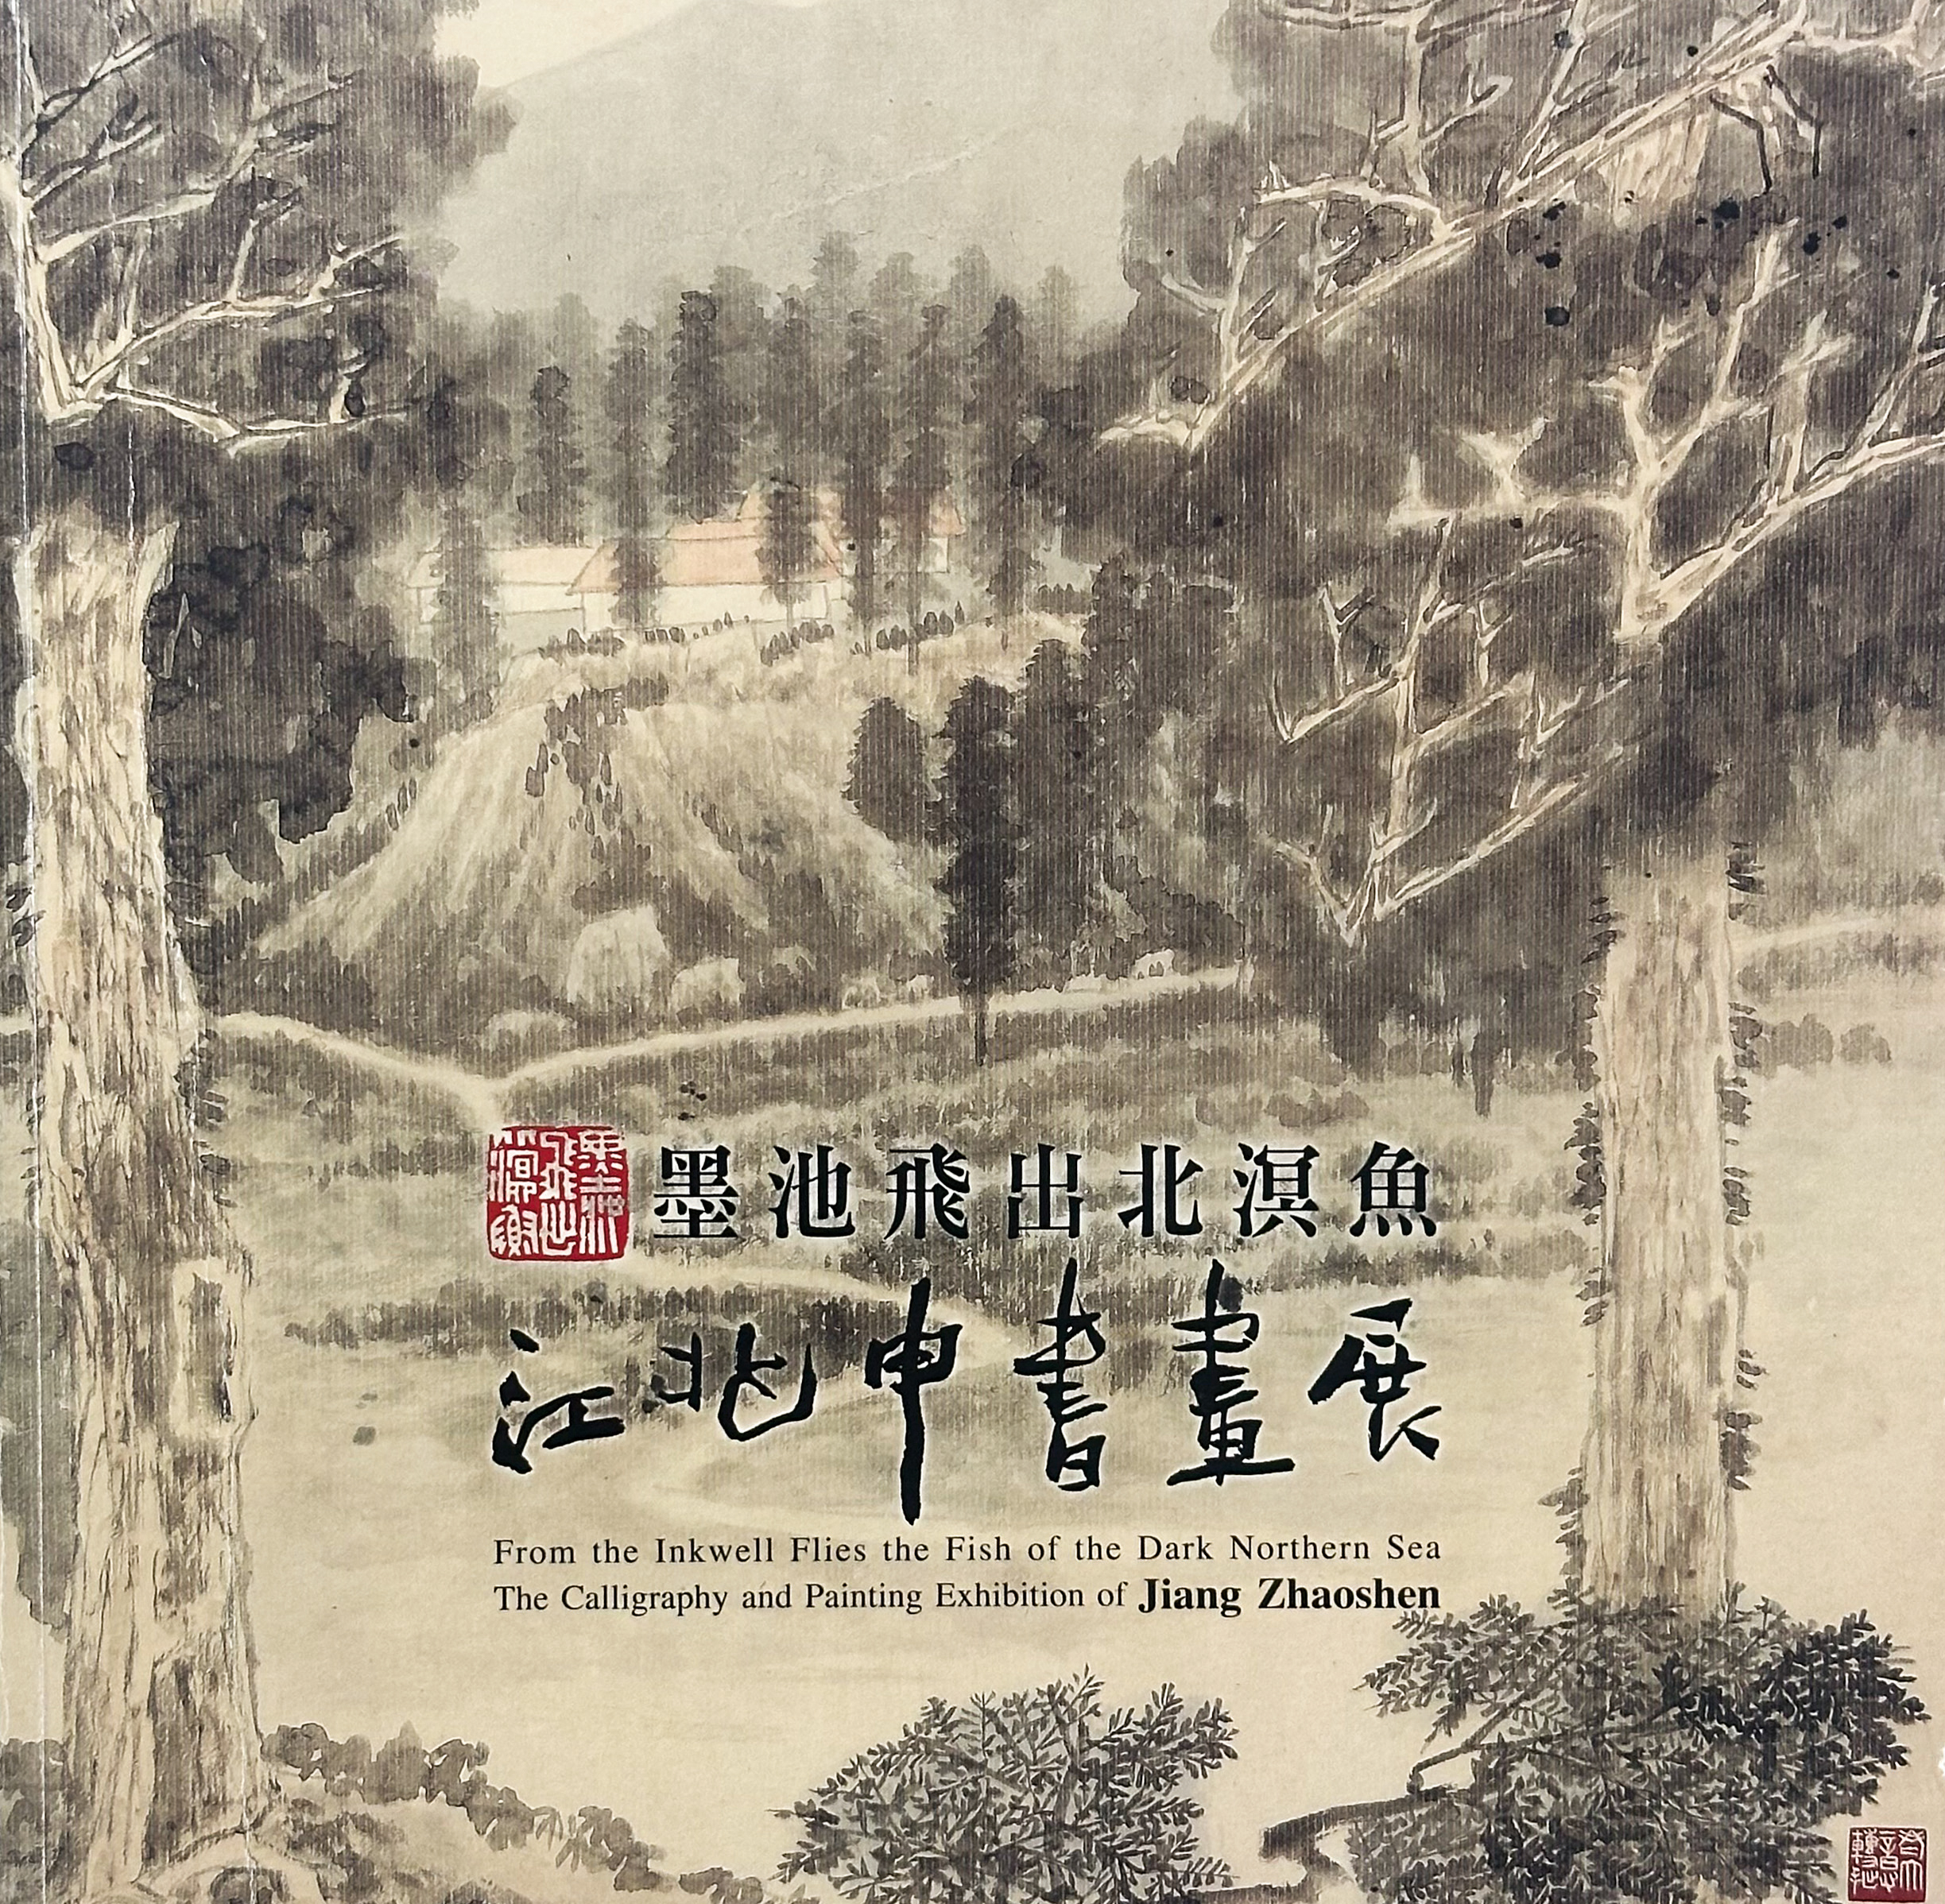 墨池飛出北溟魚
江兆申書畫展
From the Inkwell Flies the Fish of the Dark Northern Sea
The Calligraphy and Painting Exhibition of Jiang Zhaoshen